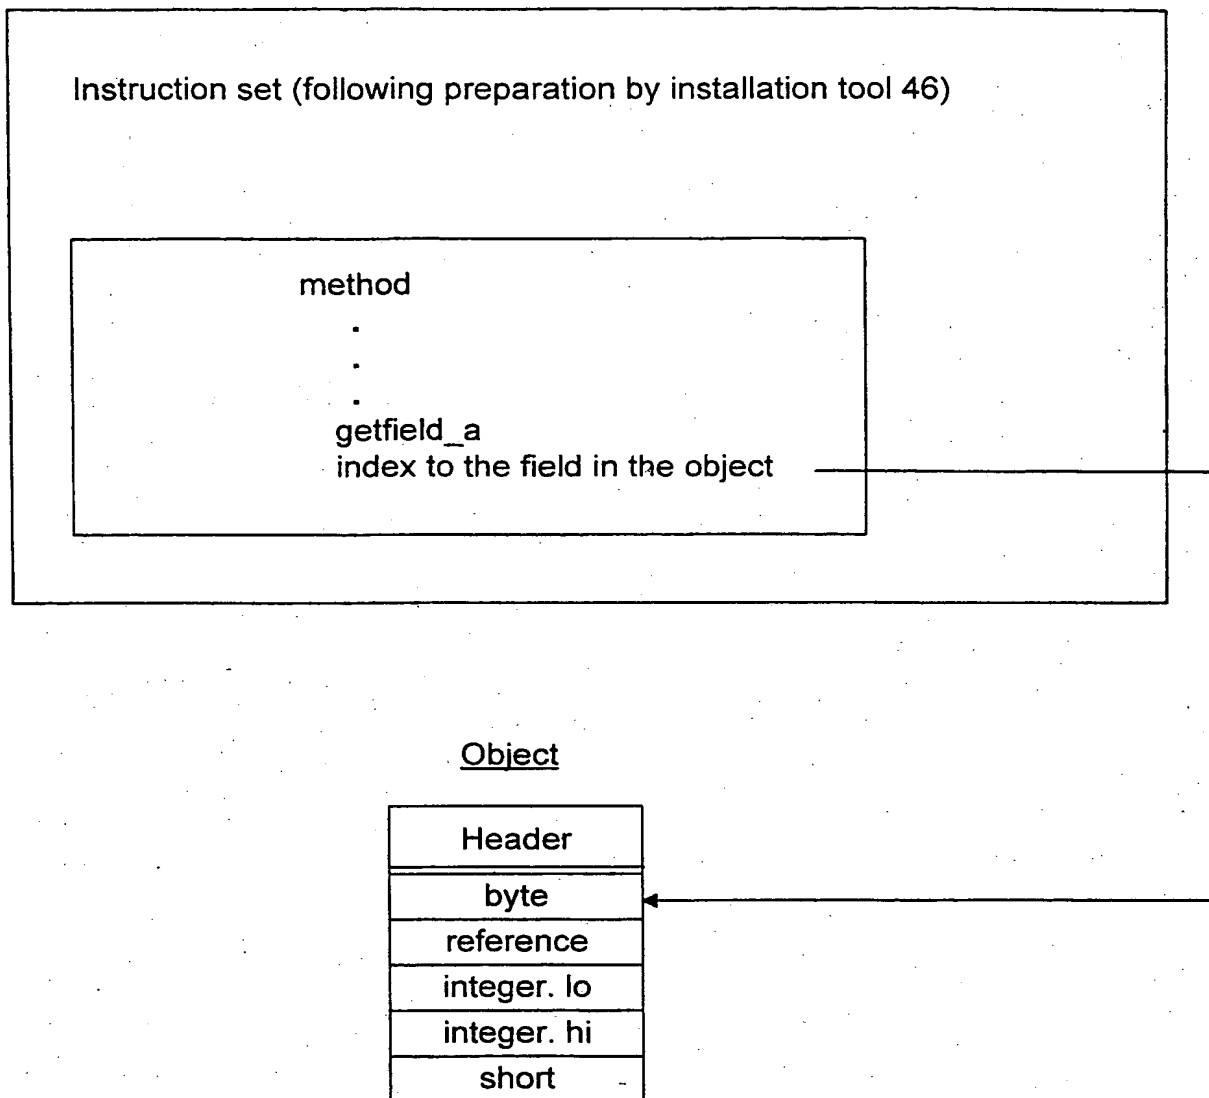 Instruction set (following preparation by installation tool 46)
method
.
.
.
getfield_a
index to the field in the object
Object
Header
byte
reference
integer. lo
integer. hi
short